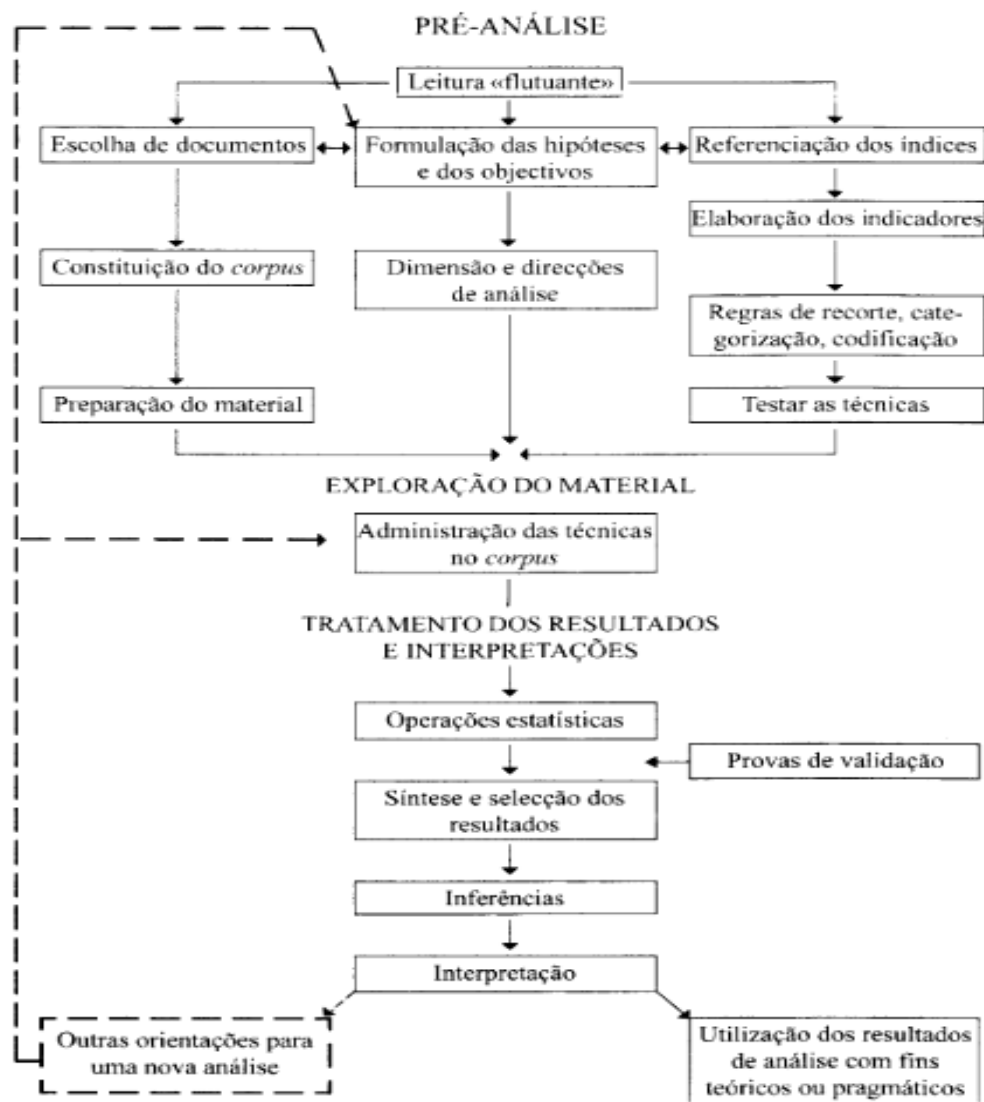 PRÉ-ANÁLISE
Leitura «flutuante»
Escolha de documentos
Formulação das hipóteses
e dos objectivos
Referenciação dos índices
Elaboração dos indicadores
Constituição do corpus
Dimensão e direcções
de análise
Regras de recorte, cate-
gorização, codificação
Preparação do material
Testar as técnicas
EXPLORAÇÃO DO MATERIAL
Administração das técnicas
no corpus
TRATAMENTO DOS RESULTADOS
E INTERPRETAÇÕES
Operações estatísticas
Provas de validação
Síntese e selecção dos
resultados
Inferências
Interpretação
Outras orientações para
uma nova análise
Utilização dos resultados
de análise com fins
teóricos ou pragmáticos